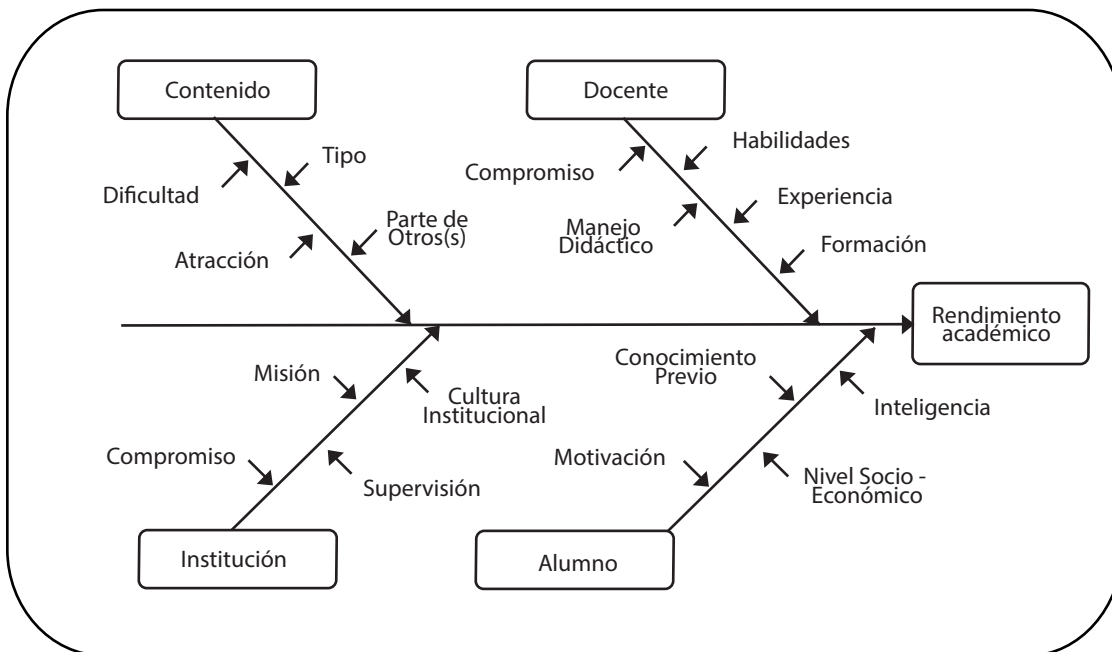 Contenido
Docente
Tipo
Dificultad
Parte de
Otros(s)
Atracción
Habilidades
Compromiso
Experiencia
Manejo
Didáctico
Formación
Rendimiento
académico
Misión
Cultura
Institucional
Compromiso
Supervisión
Institución
Conocimiento
Previo
Inteligencia
Motivación
Nivel Socio -
Económico
Alumno